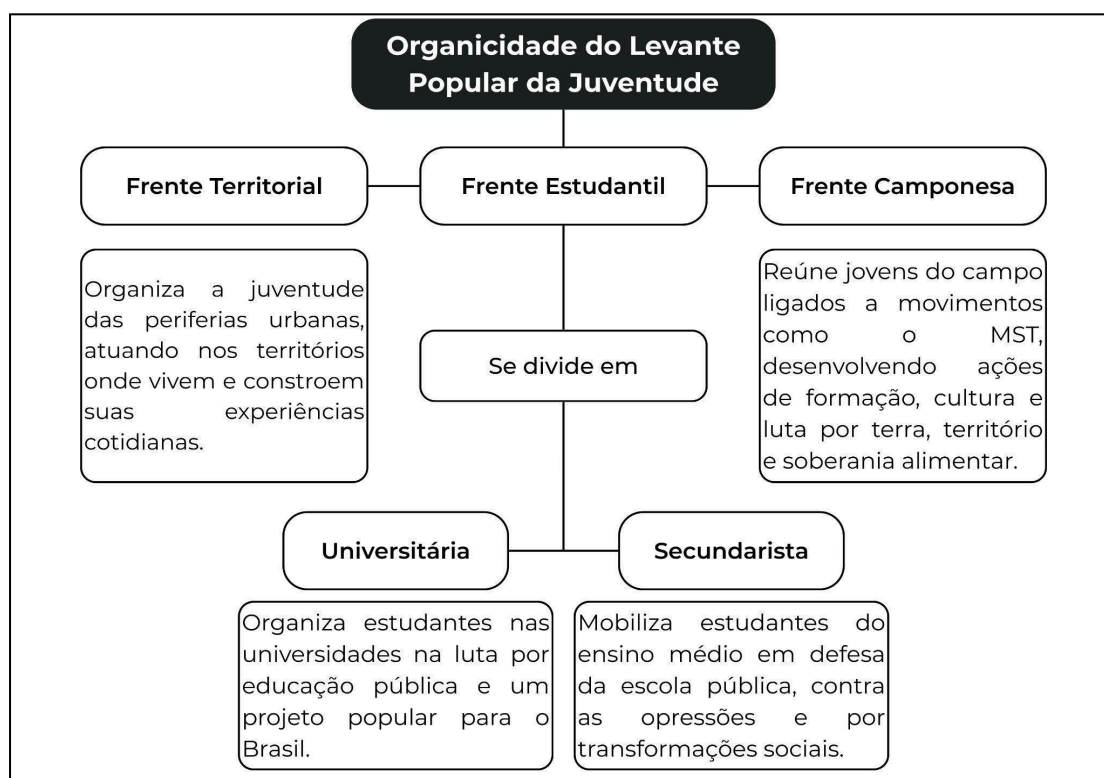 Organicidade do Levante
Popular da Juventude
Frente Territorial
Frente Estudantil
Frente Camponesa
Organiza a juventude
das periferias urbanas,
atuando nos territórios
onde vivem e constroem
suas experiências
cotidianas.
Se divide em
Reúne jovens do campo
ligados a movimentos
como o MST,
desenvolvendo ações
de formação, cultura e
luta por terra, território
e soberania alimentar.
Universitária
Secundarista
Organiza estudantes nas
universidades na luta por
educação pública e um
projeto popular para o
Brasil.
Mobiliza estudantes do
ensino médio em defesa
da escola pública, contra
as opressões e por
transformações sociais.